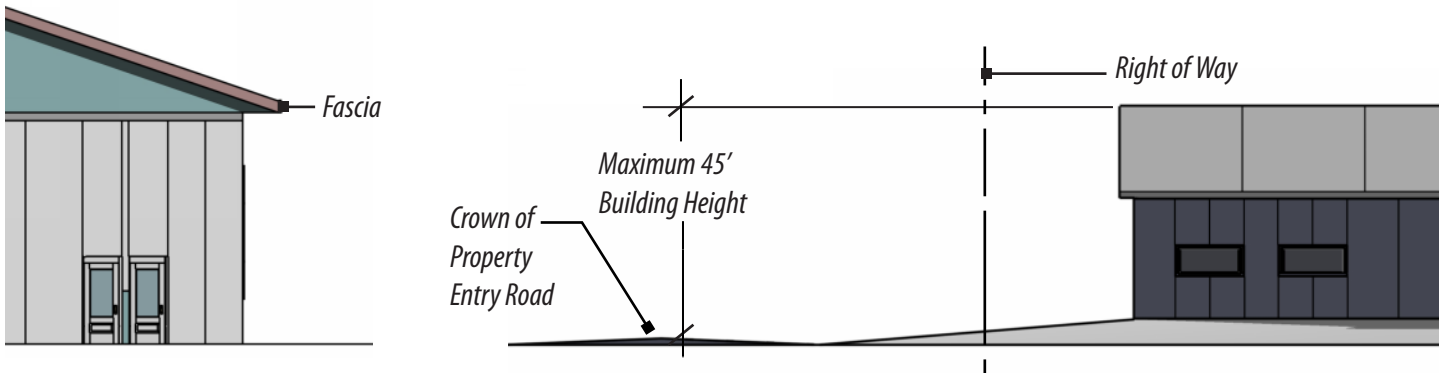 Fascia
Right of Way
Maximum 45’
Building Height
Crown of
Property
Entry Road